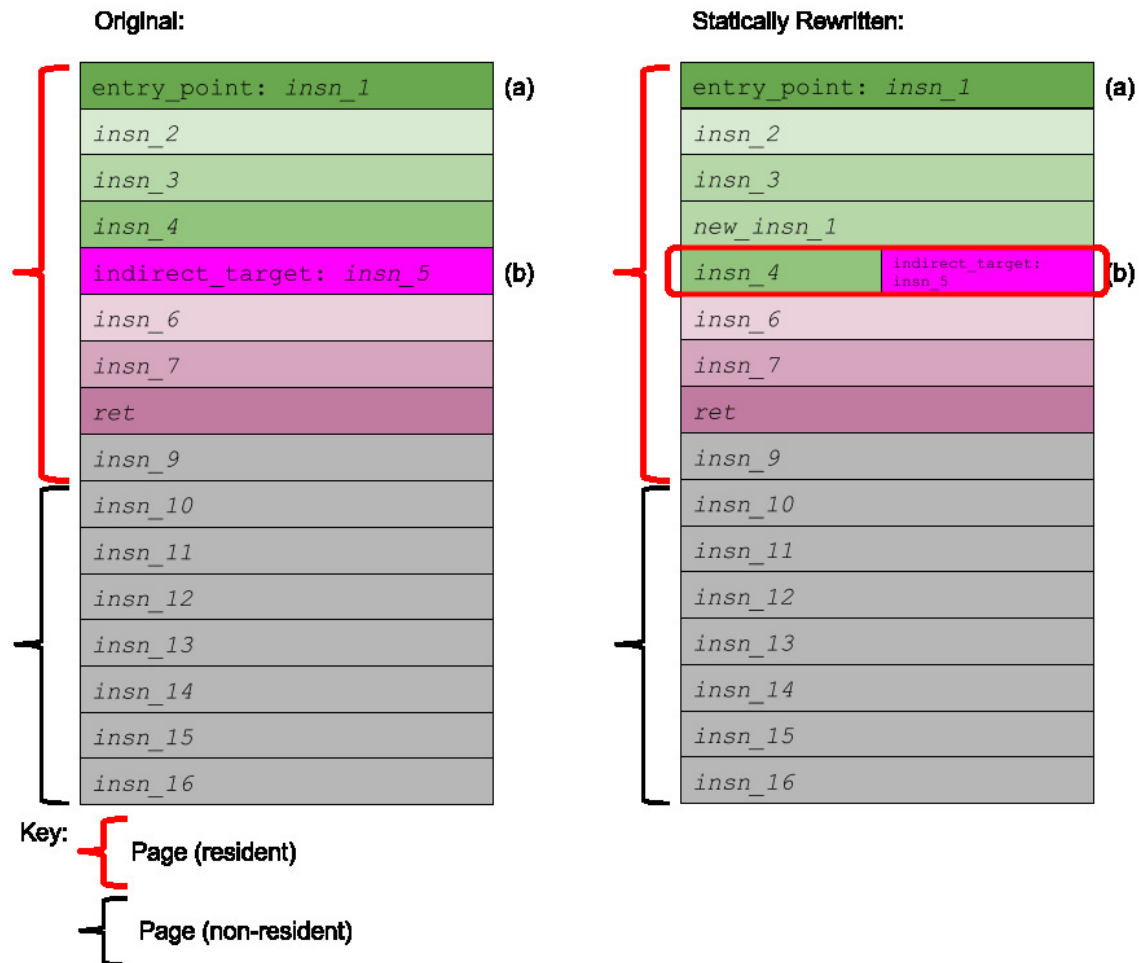 Original:
entry_point: insn_1 (a)
insn_2
insn_3
insn_4
indirect_target: insn_5 (b)
insn_6
insn_7
ret
insn_9
insn_10
insn_11
insn_12
insn_13
insn_14
insn_15
insn_16
Statically Rewritten:
entry_point: insn_1 (a)
insn_2
insn_3
new_insn_1
insn_4
indirect_target:
insn_5
(b)
insn_6
insn_7
ret
insn_9
insn_10
insn_11
insn_12
insn_13
insn_14
insn_15
insn_16
Key:
Page (resident)
Page (non-resident)